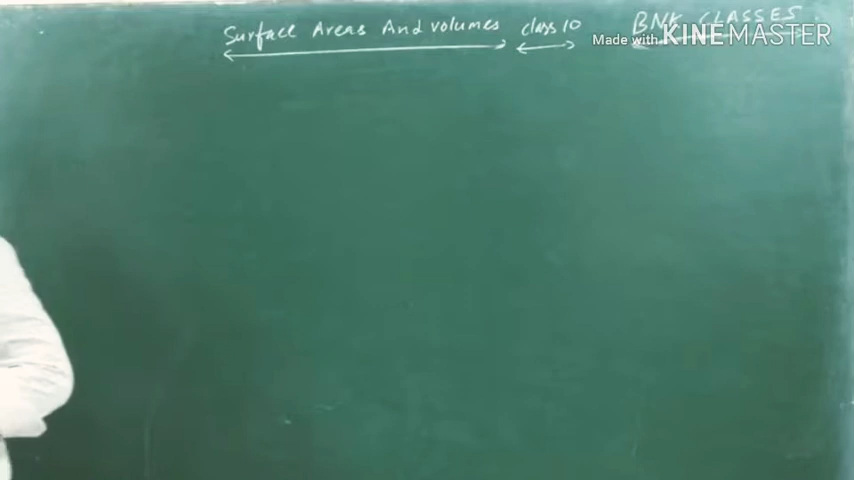 Surface Areas And volumes class 10 BNK CLASSES
Made with KINEMASTER